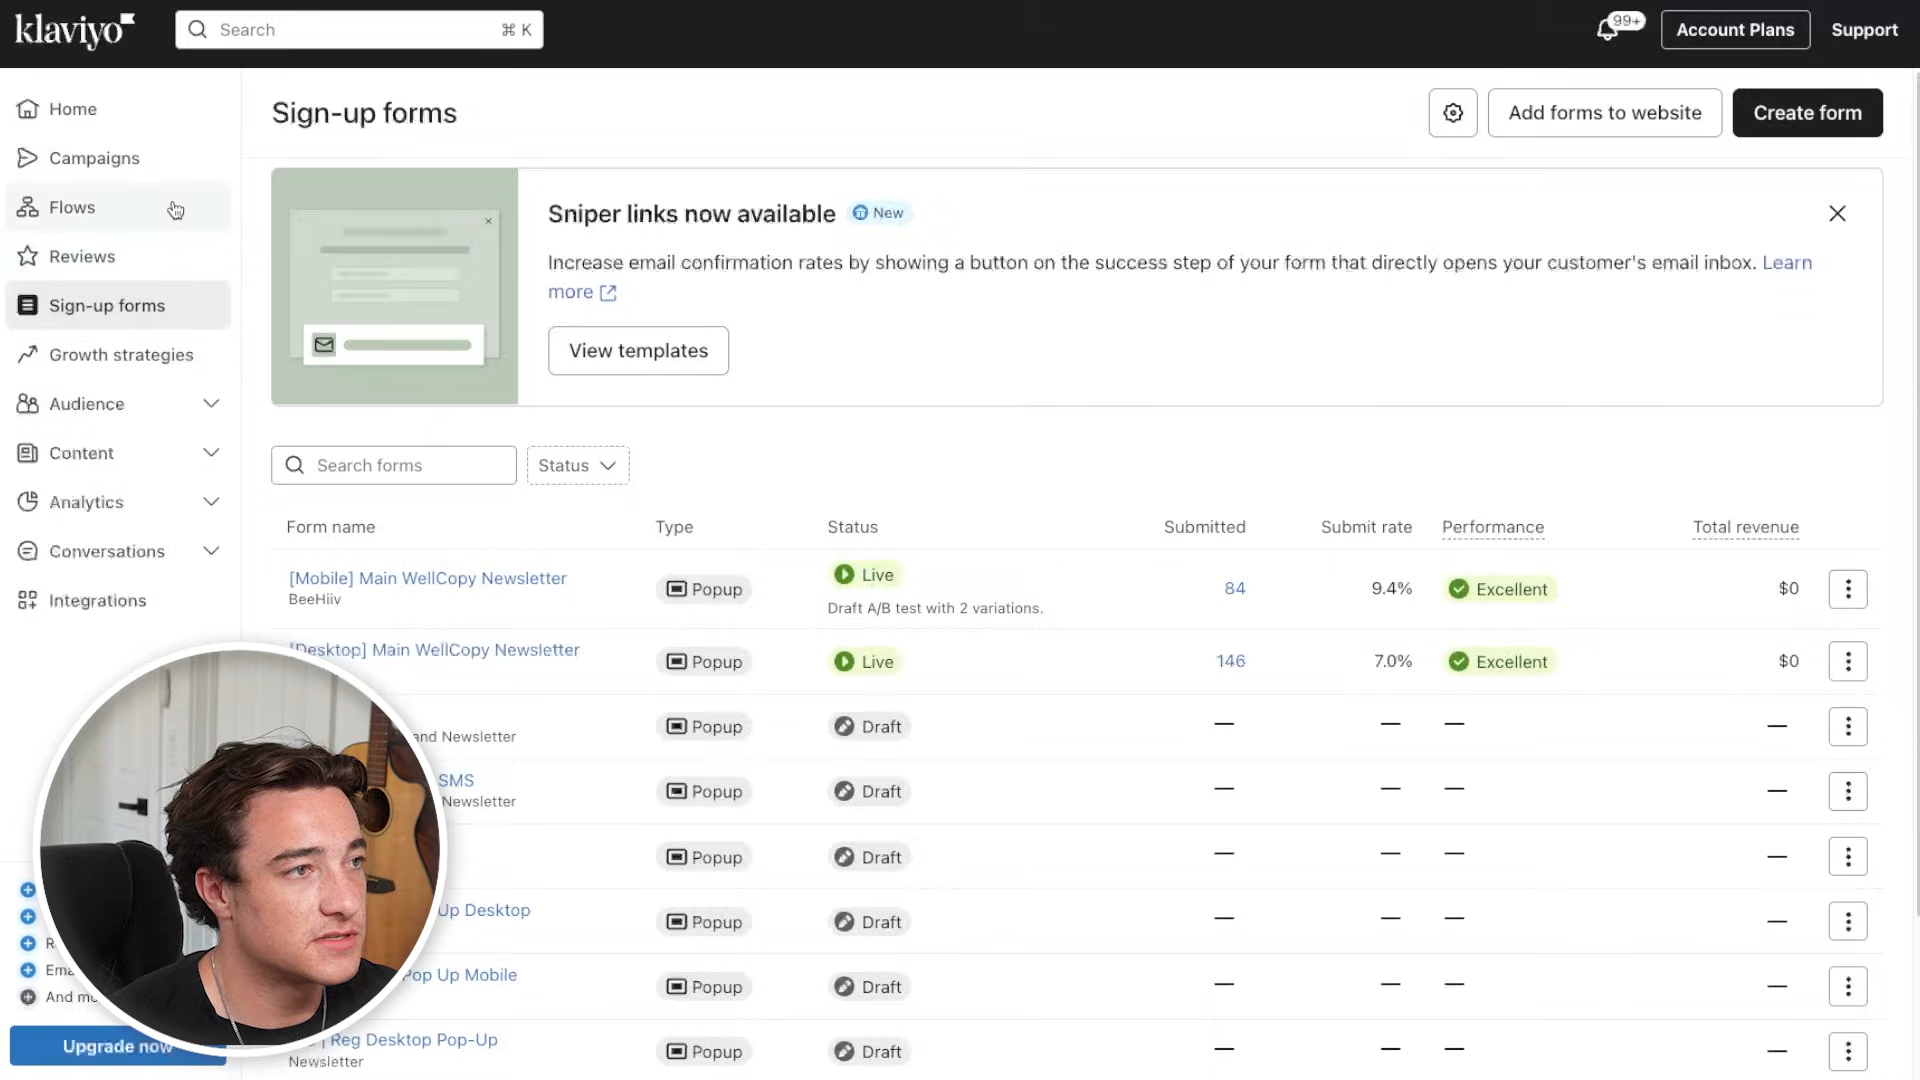 klaviyo
Search
⌘ K
99+
Account Plans
Support
Home
Campaigns
Flows
Reviews
Sign-up forms
Growth strategies
Audience
Content
Analytics
Conversations
Integrations
And mo
Upgrade now
Sign-up forms
Add forms to website
Create form
Sniper links now available
New
Increase email confirmation rates by showing a button on the success step of your form that directly opens your customer's email inbox. Learn
more
View templates
Search forms
Status
Form name Type Status Submitted Submit rate Performance Total revenue
[Mobile] Main WellCopy Newsletter
BeeHiiv
Popup
Live
Draft A/B test with 2 variations.
84
9.4%
Excellent
$0
[Desktop] Main WellCopy Newsletter
Popup
Live
146
7.0%
Excellent
$0
and Newsletter
Popup
Draft
— — — —
SMS
Newsletter
Popup
Draft
— — — —
Popup
Draft
— — — —
Up Desktop
Popup
Draft
— — — —
Pop Up Mobile
Popup
Draft
— — — —
| Reg Desktop Pop-Up
Newsletter
Popup
Draft
— — — —